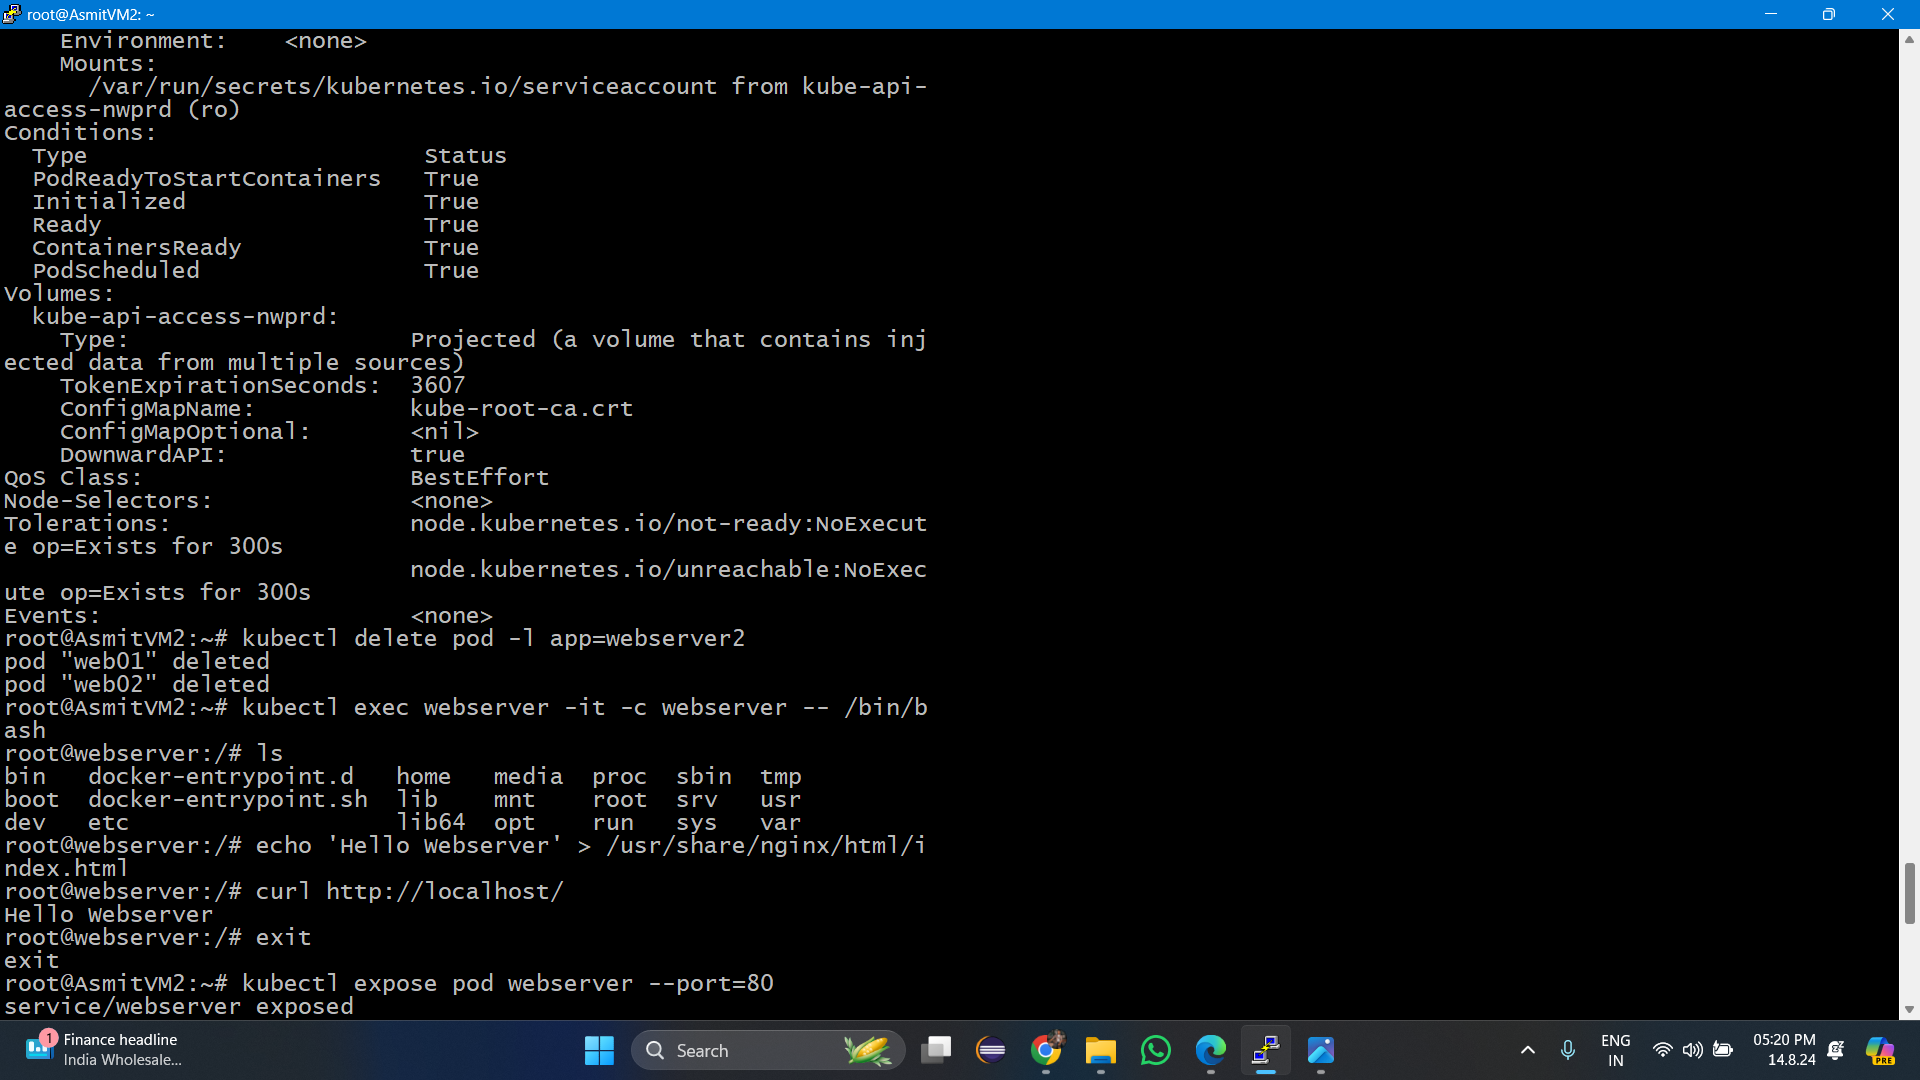 root@AsmitVM2: ~
Environment:    <none>
Mounts:
/var/run/secrets/kubernetes.io/serviceaccount from kube-api-
access-nwprd (ro)
Conditions:
Type                        Status
PodReadyToStartContainers   True
Initialized                 True
Ready                       True
ContainersReady             True
PodScheduled                True
Volumes:
kube-api-access-nwprd:
Type:                    Projected (a volume that contains inj
ected data from multiple sources)
TokenExpirationSeconds:  3607
ConfigMapName:           kube-root-ca.crt
ConfigMapOptional:       <nil>
DownwardAPI:             true
QoS Class:                   BestEffort
Node-Selectors:              <none>
Tolerations:                 node.kubernetes.io/not-ready:NoExecut
e op=Exists for 300s
node.kubernetes.io/unreachable:NoExec
ute op=Exists for 300s
Events:                      <none>
root@AsmitVM2:~# kubectl delete pod -l app=webserver2
pod "web01" deleted
pod "web02" deleted
root@AsmitVM2:~# kubectl exec webserver -it -c webserver -- /bin/b
ash
root@webserver:/# ls
bin   docker-entrypoint.d   home   media  proc  sbin  tmp
boot  docker-entrypoint.sh  lib    mnt    root  srv   usr
dev   etc                   lib64  opt    run   sys   var
root@webserver:/# echo 'Hello Webserver' > /usr/share/nginx/html/i
ndex.html
root@webserver:/# curl http://localhost/
Hello Webserver
root@webserver:/# exit
exit
root@AsmitVM2:~# kubectl expose pod webserver --port=80
service/webserver exposed
1
Finance headline
India Wholesale...
Search
ENG
IN
05:20 PM
14.8.24
PRE